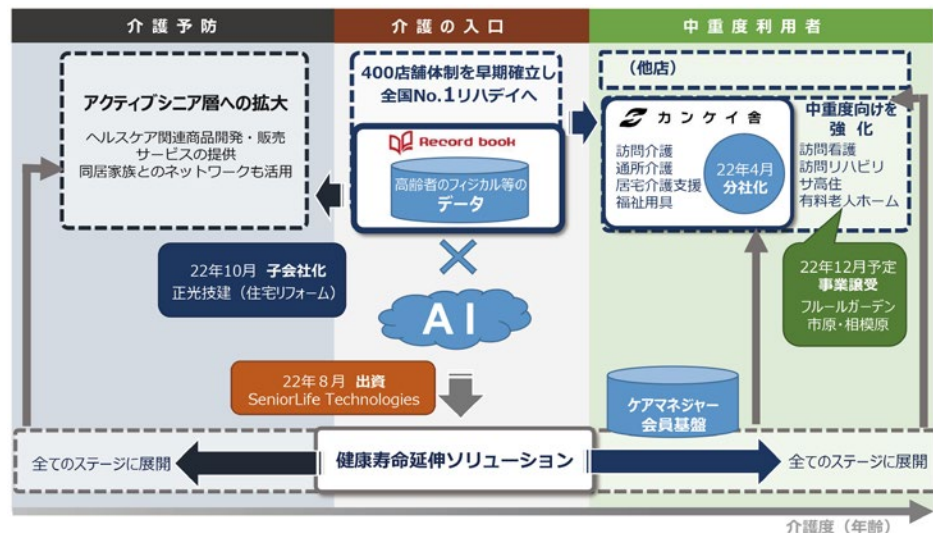 介護予防
介護の入口
中重度利用者
アクティブシニア層への拡大
ヘルスケア関連商品開発・販売
サービスの提供
同居家族とのネットワークも活用
400店舗体制を早期確立し
全国No.1リハデイへ
Record book
高齢者のフィジカル等の
データ
(他店)
カンケイ舎
訪問介護
通所介護
居宅介護支援
福祉用具
22年4月
分社化
中重度向けを
強化
訪問看護
訪問リハビリ
サ高住
有料老人ホーム
22年10月 子会社化
正光技建(住宅リフォーム)
AI
22年12月予定
事業譲受
フルールガーデン
市原・相模原
22年8月 出資
SeniorLife Technologies
ケアマネジャー
会員基盤
全てのステージに展開
健康寿命延伸ソリューション
全てのステージに展開
介護度(年齢)